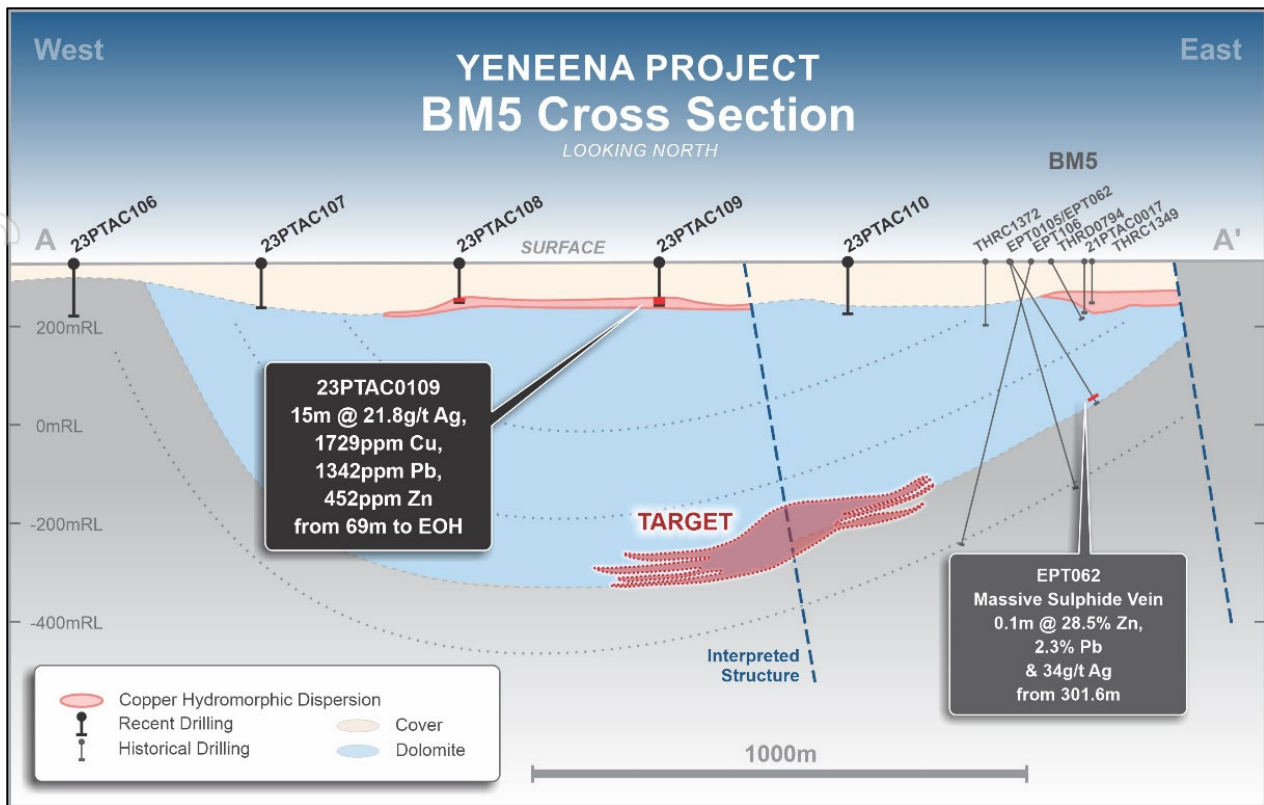 West
East
YENEENA PROJECT
BM5 Cross Section
LOOKING NORTH
BM5
23PTAC106
23PTAC107
23PTAC108
23PTAC109
23PTAC110
THRC1372
EPT0105/EPT062
EPT106
THRD0794
21PTAC0017
THRC1349
A
SURFACE
A'
200mRL
0mRL
-200mRL
-400mRL
23PTAC0109
15m @ 21.8g/t Ag,
1729ppm Cu,
1342ppm Pb,
452ppm Zn
from 69m to EOH
TARGET
EPT062
Massive Sulphide Vein
0.1m @ 28.5% Zn,
2.3% Pb
& 34g/t Ag
from 301.6m
Interpreted
Structure
Copper Hydromorphic Dispersion
Recent Drilling
Historical Drilling
Cover
Dolomite
1000m